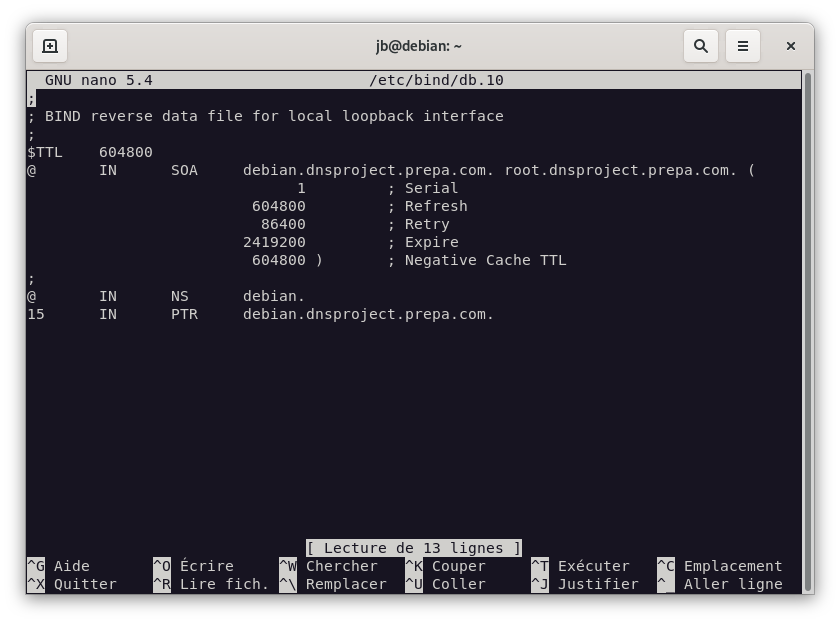 jb@debian: ~
GNU nano 5.4 /etc/bind/db.10
;
; BIND reverse data file for local loopback interface
;
$TTL 604800
@ IN SOA debian.dnsproject.prepa.com. root.dnsproject.prepa.com. (
1 ; Serial
604800 ; Refresh
86400 ; Retry
2419200 ; Expire
604800 ) ; Negative Cache TTL
;
@ IN NS debian.
15 IN PTR debian.dnsproject.prepa.com.
[ Lecture de 13 lignes ]
^G Aide ^O Écrire ^W Chercher ^K Couper ^T Exécuter ^C Emplacement
^X Quitter ^R Lire fich. ^\ Remplacer ^U Coller ^J Justifier ^_ Aller ligne